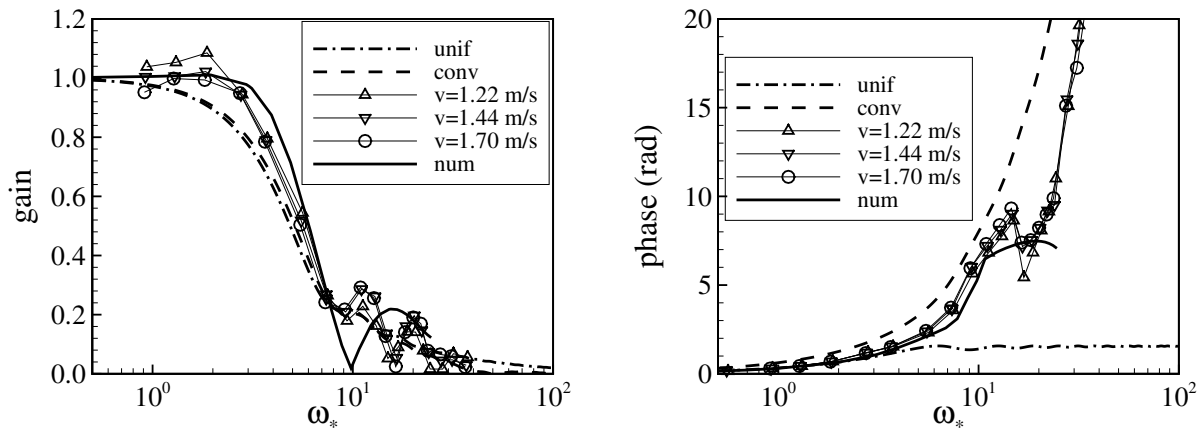 1.2
1.0
0.8
0.6
0.4
0.2
0.0
gain
10⁰
10¹
10²
ω*
unif
conv
v=1.22 m/s
v=1.44 m/s
v=1.70 m/s
num
20
15
10
5
0
phase (rad)
10⁰
10¹
10²
ω*
unif
conv
v=1.22 m/s
v=1.44 m/s
v=1.70 m/s
num